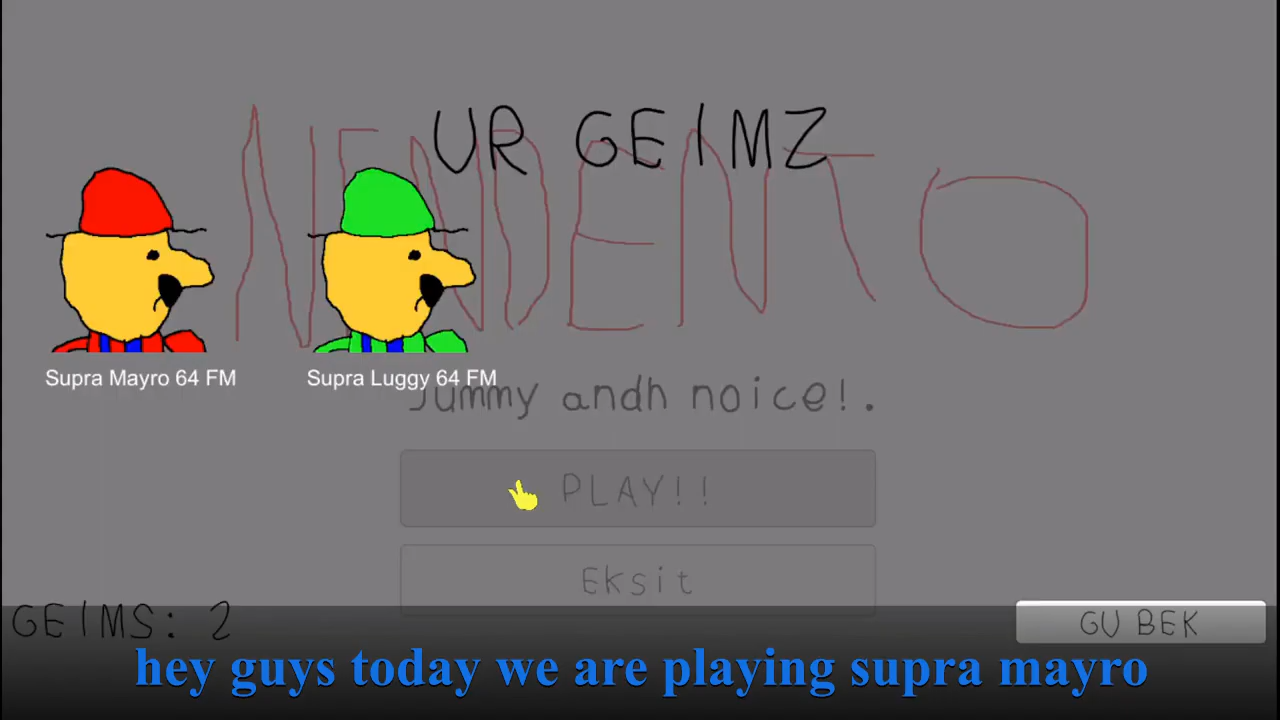 UR GEIMZ
NENDENTO
Supra Mayro 64 FM
Supra Luggy 64 FM
Jummy andh noice!.
PLAY!!
Eksit
GEIMS: 2
GU BEK
hey guys today we are playing supra mayro